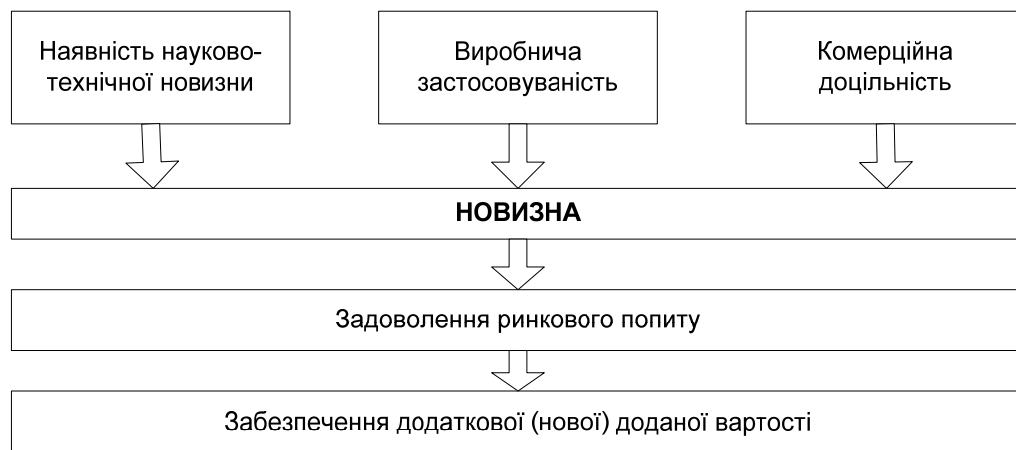 Наявність науково-
технічної новизни
Виробнича
застосовуваність
Комерційна
доцільність
НОВИЗНА
Задоволення ринкового попиту
Забезпечення додаткової (нової) доданої вартості